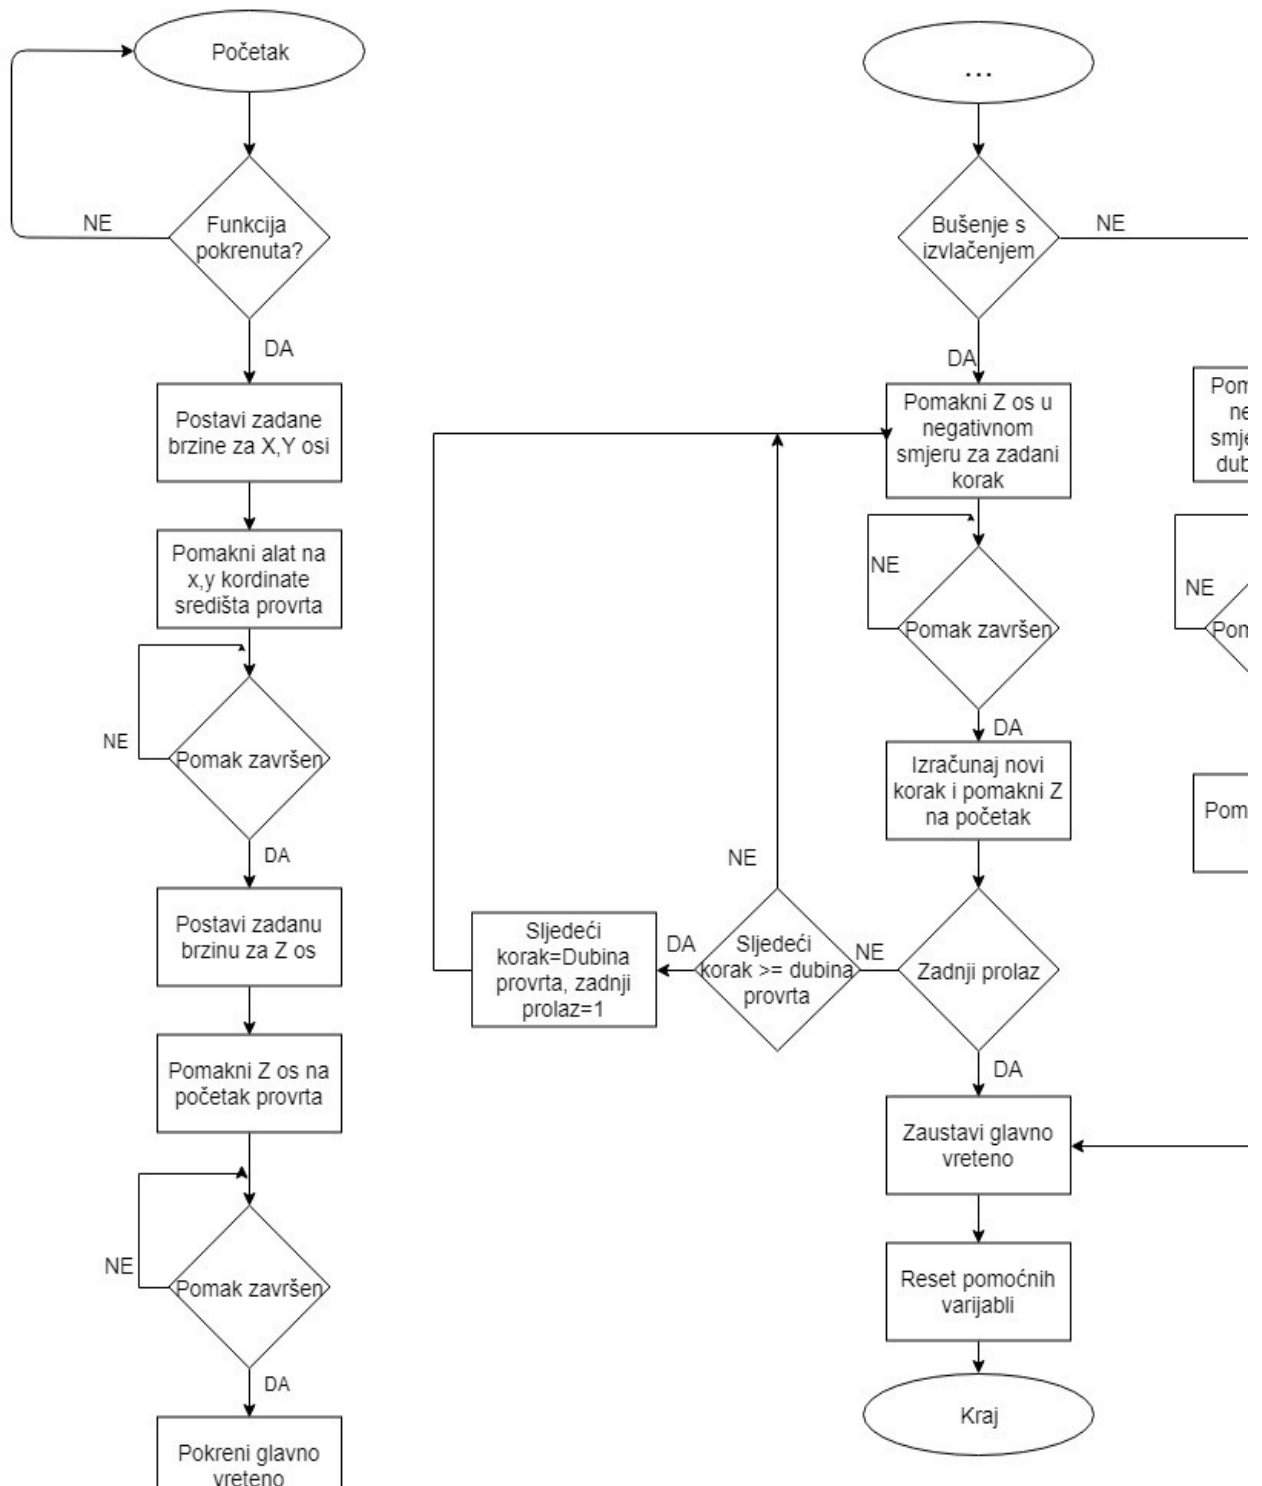 Početak
NE
Funkcija
pokrenuta?
DA
Postavi zadane
brzine za X,Y osi
Pomakni alat na
x,y kordinate
središta provrta
NE
Pomak završen
DA
Postavi zadanu
brzinu za Z os
Pomakni Z os na
početak provrta
NE
Pomak završen
DA
Pokreni glavno
vreteno
...
Bušenje s
izvlačenjem
NE
DA
Pomakni Z os u
negativnom
smjeru za zadani
korak
NE
Pomak završen
DA
Izračunaj novi
korak i pomakni Z
na početak
Zadnji prolaz
NE
Sljedeći
korak >= dubina
provrta
NE
DA
Sljedeći
korak=Dubina
provrta, zadnji
prolaz=1
DA
Zaustavi glavno
vreteno
Reset pomoćnih
varijabli
Kraj
NE